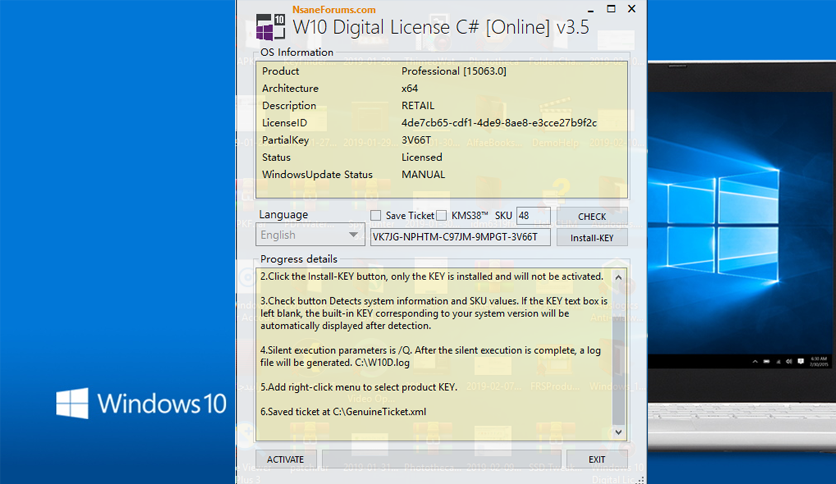 NsaneForums.com
W10 Digital License C# [Online] v3.5
OS Information
Product Professional [15063.0]
Architecture x64
Description RETAIL
LicenseID 4de7cb65-cdf1-4de9-8ae8-e3cce27b9f2c
PartialKey 3V66T
Status Licensed
WindowsUpdate Status MANUAL
Language Save Ticket KMS38™ SKU 48 CHECK
English VK7JG-NPHTM-C97JM-9MPGT-3V66T Install-KEY
Progress details
2.Click the Install-KEY button, only the KEY is installed and will not be activated.
3.Check button Detects system information and SKU values. If the KEY text box is
left blank, the built-in KEY corresponding to your system version will be
automatically displayed after detection.
4.Silent execution parameters is /Q. After the silent execution is complete, a log
file will be generated. C:\W10D.log
5.Add right-click menu to select product KEY.
6.Saved ticket at C:\GenuineTicket.xml
ACTIVATE EXIT
Windows 10